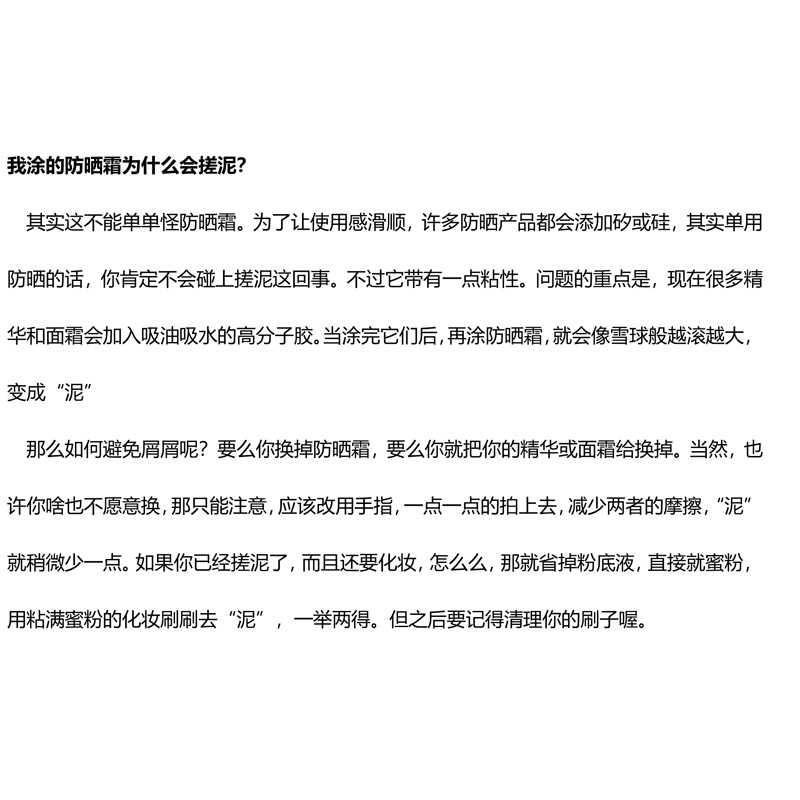 我涂的防晒霜为什么会搓泥？
其实这不能单单怪防晒霜。为了让使用感滑顺，许多防晒产品都会添加矽或硅，其实单用
防晒的话，你肯定不会碰上搓泥这回事。不过它带有一点粘性。问题的重点是，现在很多精
华和面霜会加入吸油吸水的高分子胶。当涂完它们后，再涂防晒霜，就会像雪球般越滚越大，
变成“泥”
那么如何避免屑屑呢？要么你换掉防晒霜，要么你就把你的精华或面霜给换掉。当然，也
许你啥也不愿意换，那只能注意，应该改用手指，一点一点的拍上去，减少两者的摩擦，“泥”
就稍微少一点。如果你已经搓泥了，而且还要化妆，怎么么，那就省掉粉底液，直接就蜜粉，
用粘满蜜粉的化妆刷刷去“泥”，一举两得。但之后要记得清理你的刷子喔。